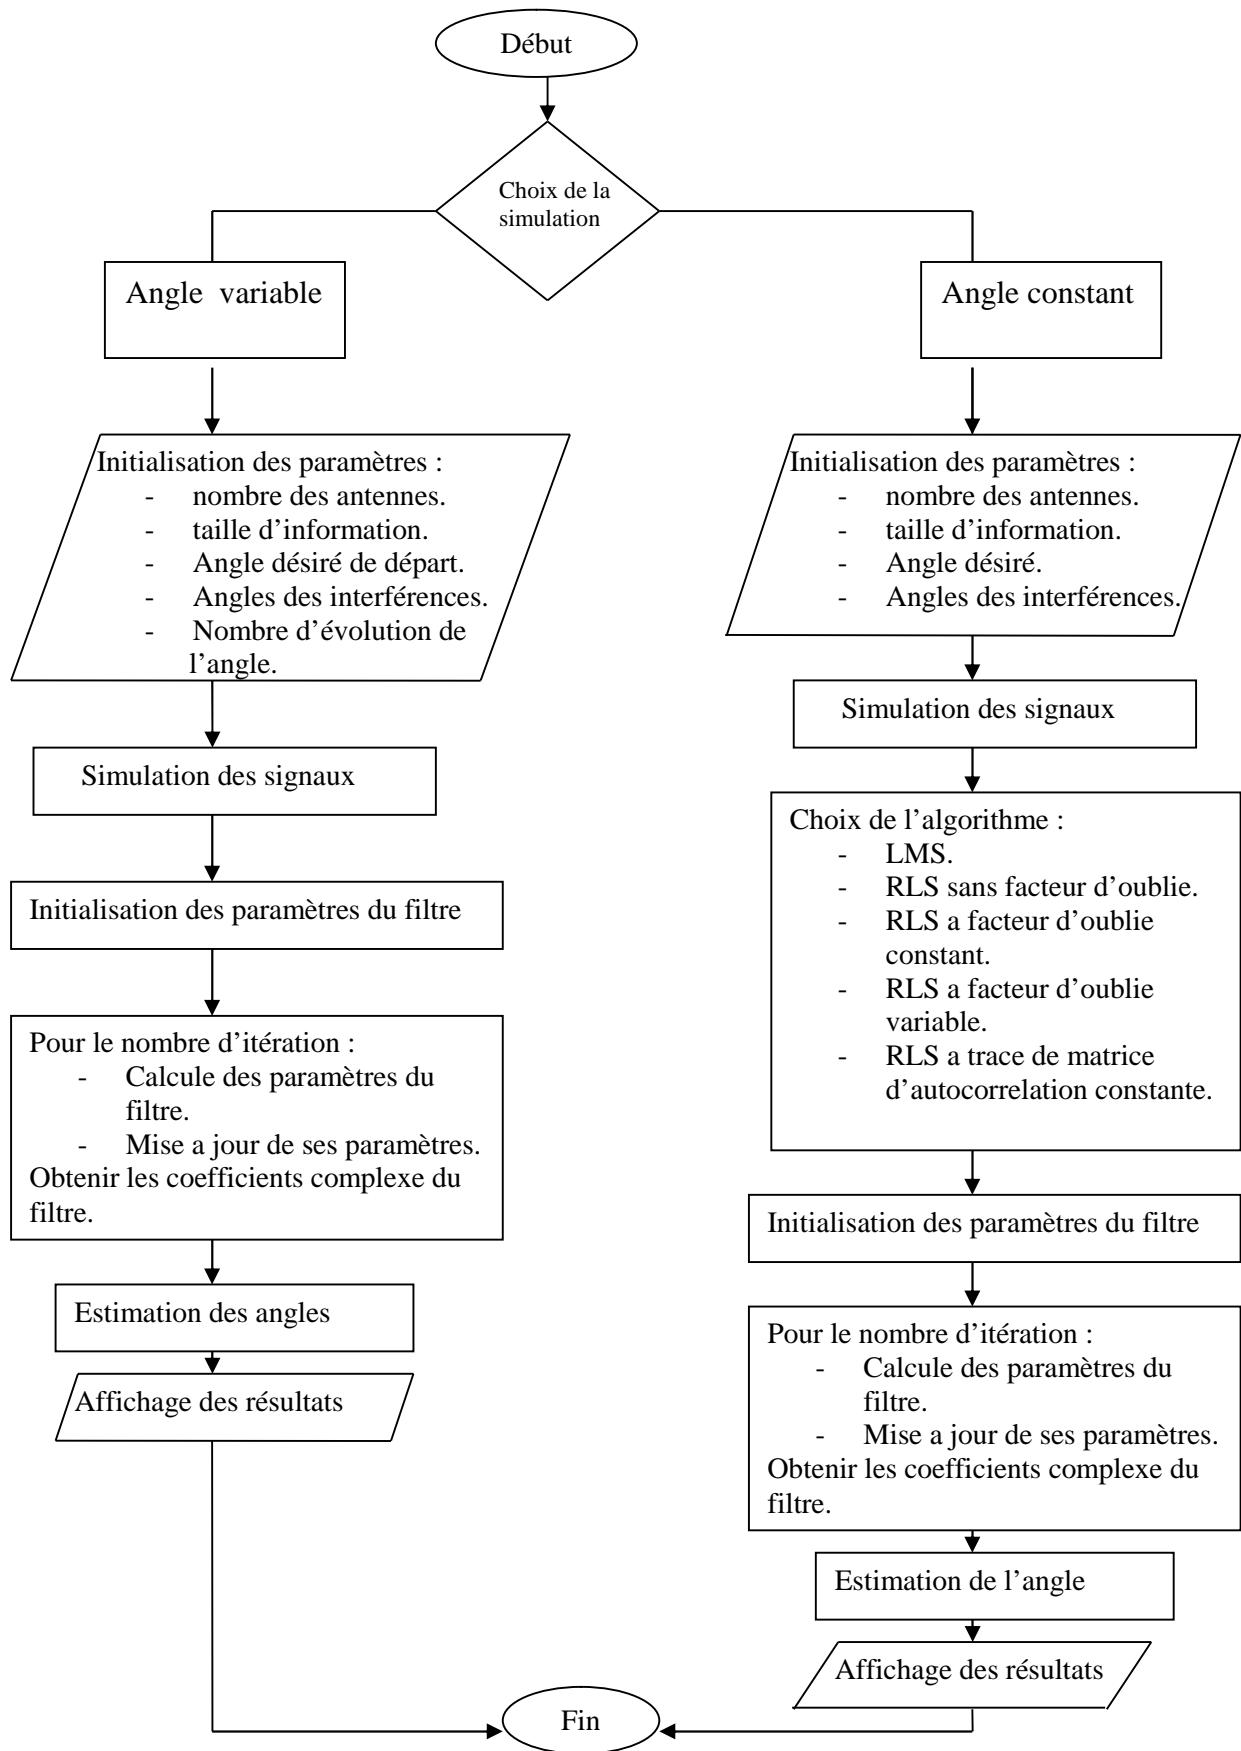 Début
Choix de la
simulation
Angle  variable
Initialisation des paramètres :
- nombre des antennes.
- taille d’information.
- Angle désiré de départ.
- Angles des interférences.
- Nombre d’évolution de
l’angle.
Simulation des signaux
Initialisation des paramètres du filtre
Pour le nombre d’itération :
- Calcule des paramètres du
filtre.
- Mise a jour de ses paramètres.
Obtenir les coefficients complexe du
filtre.
Estimation des angles
Affichage des résultats
Angle constant
Initialisation des paramètres :
- nombre des antennes.
- taille d’information.
- Angle désiré.
- Angles des interférences.
Simulation des signaux
Choix de l’algorithme :
- LMS.
- RLS sans facteur d’oublie.
- RLS a facteur d’oublie
constant.
- RLS a facteur d’oublie
variable.
- RLS a trace de matrice
d’autocorrelation constante.
Initialisation des paramètres du filtre
Pour le nombre d’itération :
- Calcule des paramètres du
filtre.
- Mise a jour de ses paramètres.
Obtenir les coefficients complexe du
filtre.
Estimation de l’angle
Affichage des résultats
Fin